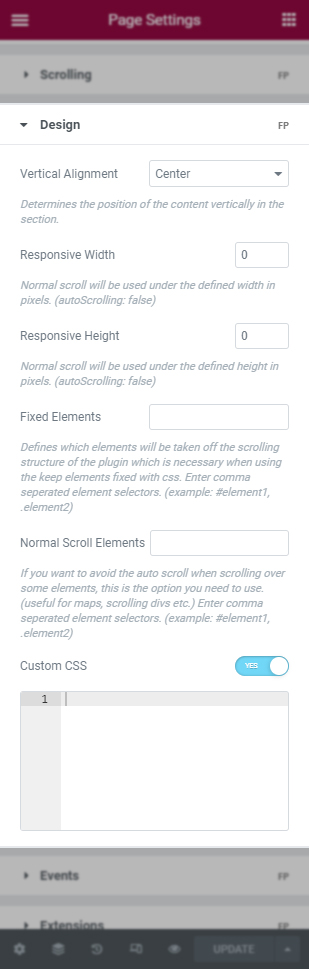 Page Settings
Scrolling FP
Design FP
Vertical Alignment Center
Determines the position of the content vertically in the
section.
Responsive Width 0
Normal scroll will be used under the defined width in
pixels. (autoScrolling: false)
Responsive Height 0
Normal scroll will be used under the defined height in
pixels. (autoScrolling: false)
Fixed Elements
Defines which elements will be taken off the scrolling
structure of the plugin which is necessary when using
the keep elements fixed with css. Enter comma
seperated element selectors. (example: #element1,
.element2)
Normal Scroll Elements
If you want to avoid the auto scroll when scrolling over
some elements, this is the option you need to use.
(useful for maps, scrolling divs etc.) Enter comma
seperated element selectors. (example: #element1,
.element2)
Custom CSS YES
1
Events FP
Extensions FP
UPDATE